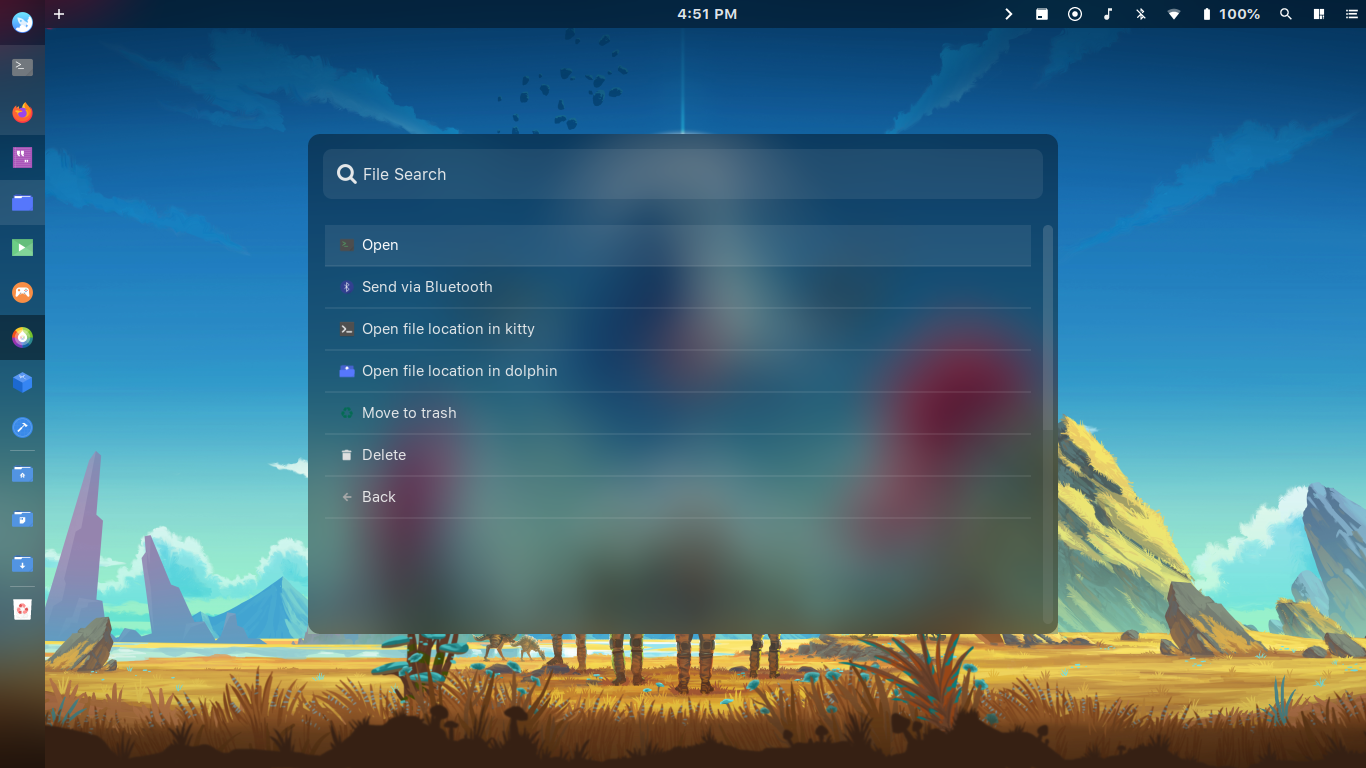 4:51 PM
100%
File Search
Open
Send via Bluetooth
Open file location in kitty
Open file location in dolphin
Move to trash
Delete
Back